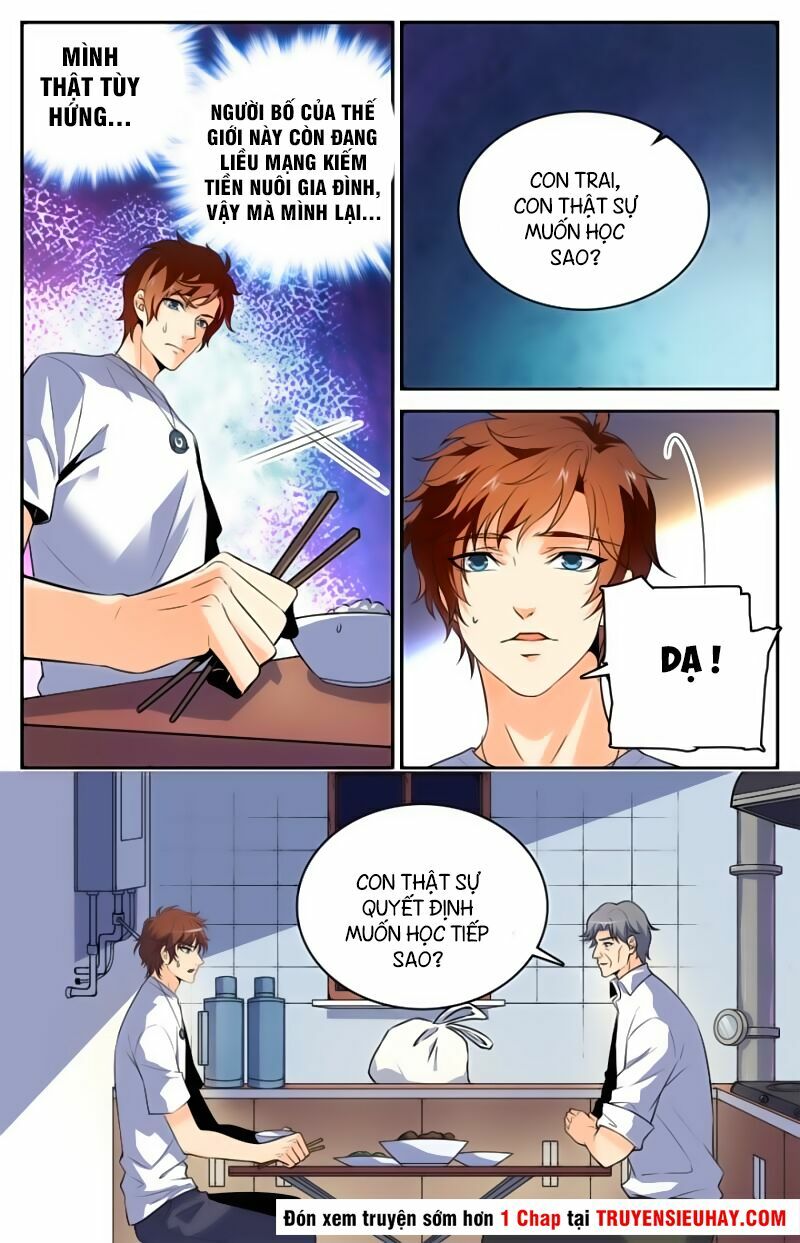 MÌNH
THẬT TÙY
HỨNG...
NGƯỜI BỐ CỦA THẾ
GIỚI NÀY CÒN ĐANG
LIỀU MẠNG KIẾM
TIỀN NUÔI GIA ĐÌNH,
VẬY MÀ MÌNH LẠI...
CON TRAI,
CON THẬT SỰ
MUỐN HỌC
SAO?
DẠ !
CON THẬT SỰ
QUYẾT ĐỊNH
MUỐN HỌC TIẾP
SAO?
Đón xem truyện sớm hơn 1 Chap tại TRUYENSIEUHAY.COM